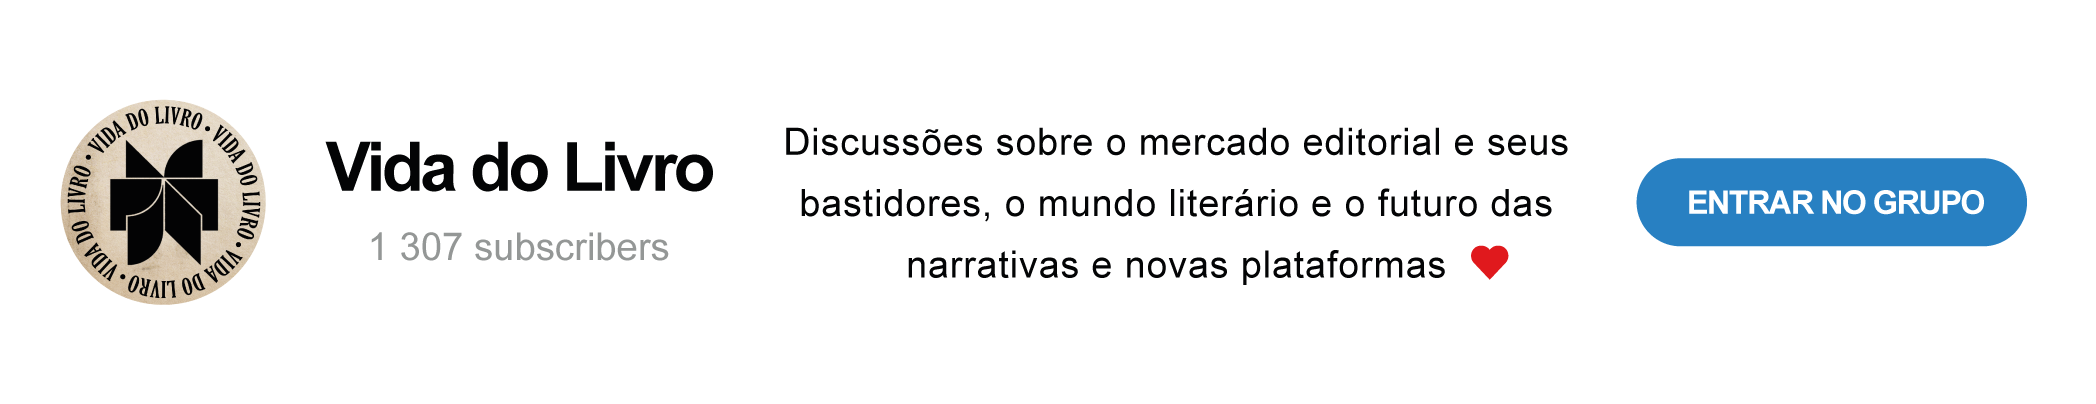 VIDA DO LIVRO • VIDA DO LIVRO • VIDA DO LIVRO • VIDA DO LIVRO •
Vida do Livro
1 307 subscribers
Discussões sobre o mercado editorial e seus
bastidores, o mundo literário e o futuro das
narrativas e novas plataformas ♥
ENTRAR NO GRUPO